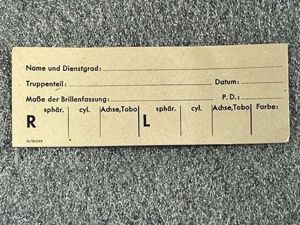 Name und Dienstgrad:
Truppenteil: Datum:
Maße der Brillenfassung: P. D.:
sphär. cyl. Achse,Tabo sphär. cyl. Achse,Tabo Farbe:
R L